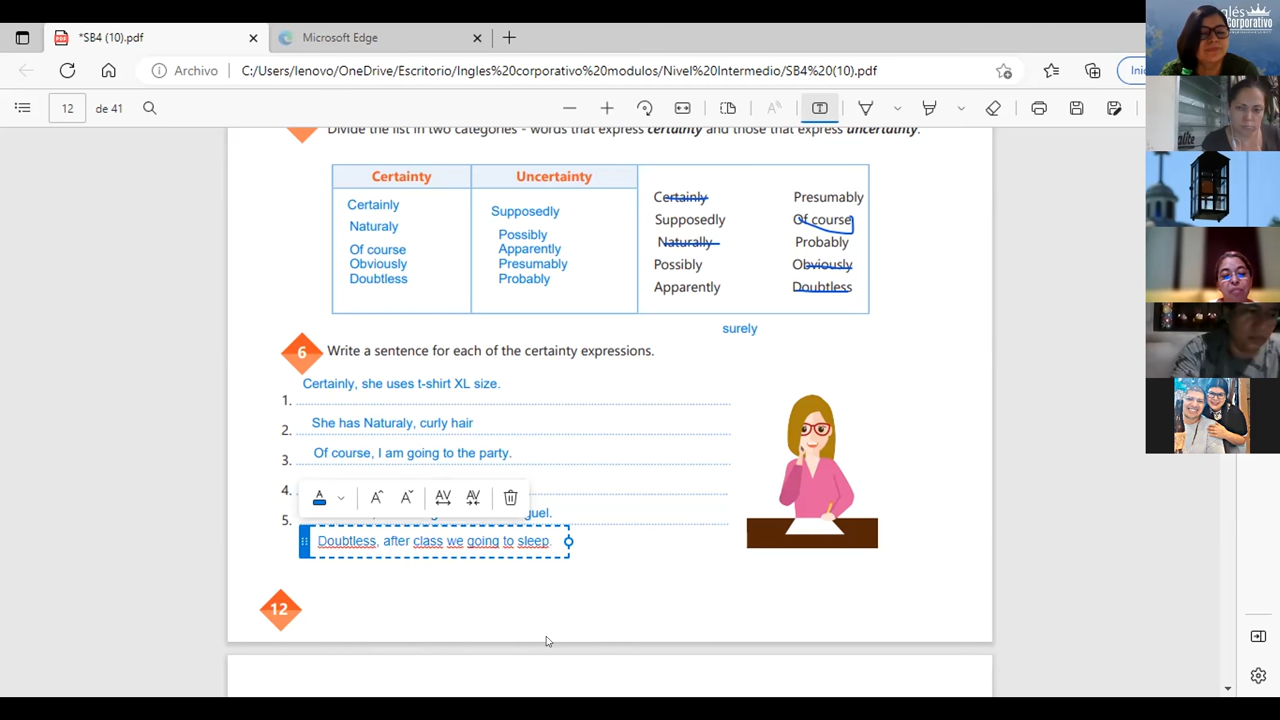 *SB4 (10).pdf
Microsoft Edge
Archivo
C:/Users/lenovo/OneDrive/Escritorio/Ingles%20corporativo%20modulos/Nivel%20Intermedio/SB4%20(10).pdf
12 de 41
Divide the list in two categories - words that express certainty and those that express uncertainty.
Certainty Uncertainty
Certainly
Naturaly
Of course
Obviously
Doubtless
Supposedly
Possibly
Apparently
Presumably
Probably
Certainly Presumably
Supposedly Of course
Naturally Probably
Possibly Obviously
Apparently Doubtless
surely
6 Write a sentence for each of the certainty expressions.
1. Certainly, she uses t-shirt XL size.
2. She has Naturaly, curly hair
3. Of course, I am going to the party.
4.
5. guel.
Doubtless, after class we going to sleep.
12